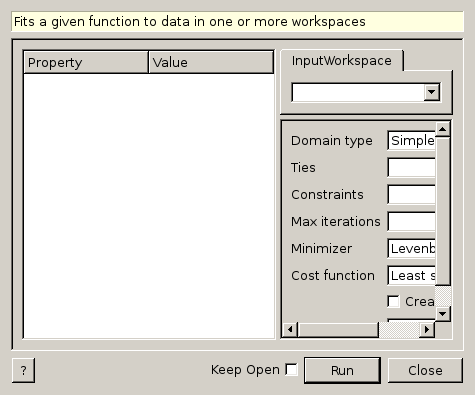 Fits a given function to data in one or more workspaces
Property Value
InputWorkspace
Domain type Simple
Ties
Constraints
Max iterations
Minimizer Levenb
Cost function Least s
Crea
? Keep Open Run Close